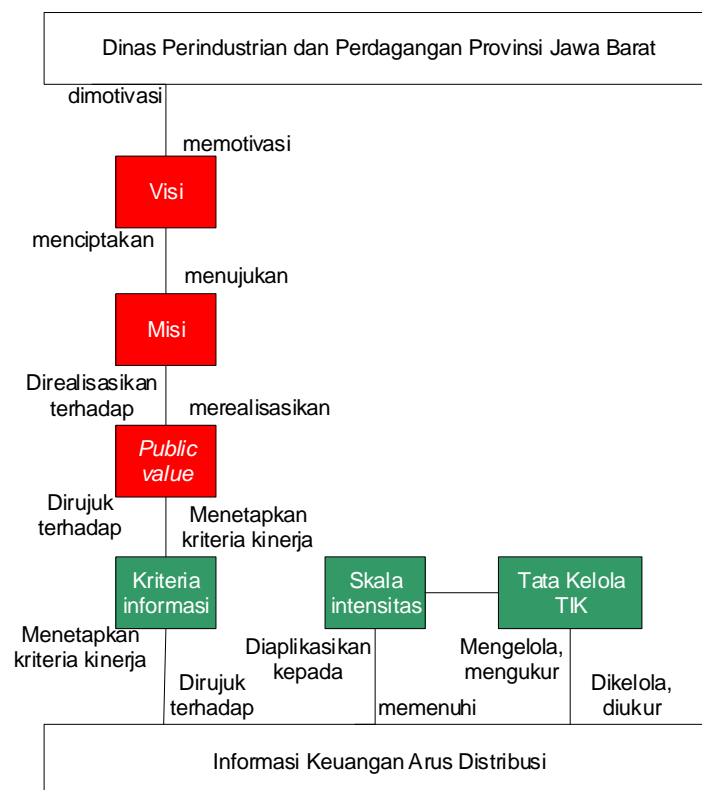 Dinas Perindustrian dan Perdagangan Provinsi Jawa Barat
dimotivasi
memotivasi
Visi
menciptakan
menujukan
Misi
Direalisasikan
terhadap
merealisasikan
Public
value
Dirujuk
terhadap
Menetapkan
kriteria kinerja
Kriteria
informasi
Skala
intensitas
Tata Kelola
TIK
Menetapkan
kriteria kinerja
Dirujuk
terhadap
Diaplikasikan
kepada
memenuhi
Mengelola,
mengukur
Dikelola,
diukur
Informasi Keuangan Arus Distribusi